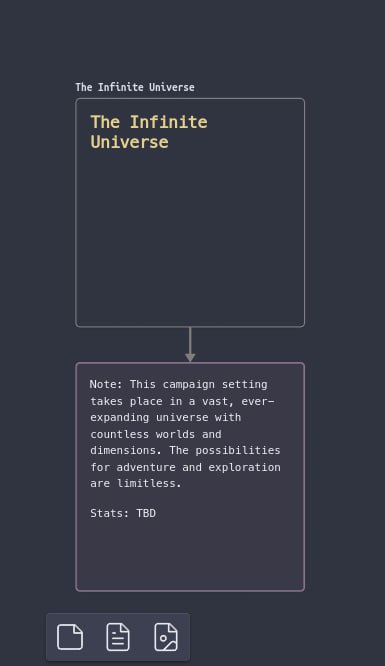 The Infinite Universe
The Infinite
Universe
Note: This campaign setting
takes place in a vast, ever–
expanding universe with
countless worlds and
dimensions. The possibilities
for adventure and exploration
are limitless.
Stats: TBD